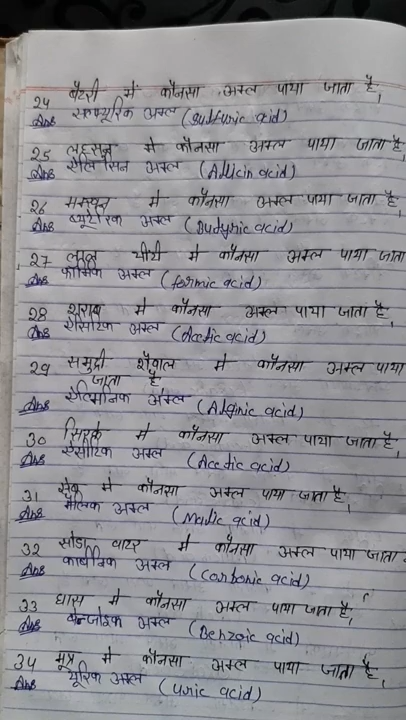 24 बैटरी में कौनसा अम्ल पाया जाता है,
Ans सल्फ्यूरिक अम्ल (Sulfuric acid)
25 लहसुन में कौनसा अम्ल पाया जाता है,
Ans ऐलिसिन अम्ल (Allicin acid)
26 मक्खन में कौनसा अम्ल पाया जाता है,
Ans ब्यूटिरिक अम्ल (Butyric acid)
27 लाल चीटी में कौनसा अम्ल पाया जाता
Ans फॉर्मिक अम्ल (formic acid)
28 शराब में कौनसा अम्ल पाया जाता है,
Ans ऐसिटिक अम्ल (Acetic acid)
29 समुद्री शैवाल में कौनसा अम्ल पाया
जाता है
Ans ऐल्गिनिक अम्ल (Alginic acid)
30 सिरके में कौनसा अम्ल पाया जाता है,
Ans ऐसीटिक अम्ल (Acetic acid)
31 सेब में कौनसा अम्ल पाया जाता है,
Ans मैलिक अम्ल (Malic acid)
32 सोडा वाटर में कौनसा अम्ल पाया जाता
Ans कार्बोनिक अम्ल (Carbonic acid)
33 घास में कौनसा अम्ल पाया जाता है,
Ans बेन्जोइक अम्ल (Benzoic acid)
34 मूत्र में कौनसा अम्ल पाया जाता है,
Ans यूरिक अम्ल (Uric acid)